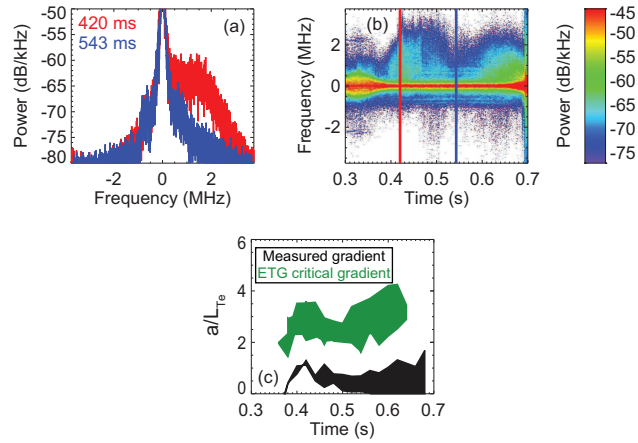 (a)
420 ms
543 ms
Power (dB/kHz)
-50
-55
-60
-65
-70
-75
-80
-2 0 2
Frequency (MHz)
(b)
Frequency (MHz)
2
0
-2
0.3 0.4 0.5 0.6 0.7
Time (s)
Power (dB/kHz)
-45
-50
-55
-60
-65
-70
-75
Measured gradient
ETG critical gradient
(c)
a/L_Te
6
4
2
0
0.3 0.4 0.5 0.6 0.7
Time (s)